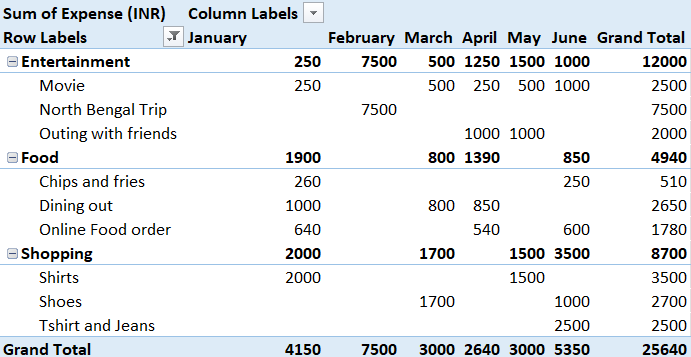 Sum of Expense (INR) Column Labels
Row Labels January February March April May June Grand Total
Entertainment 250 7500 500 1250 1500 1000 12000
Movie 250 500 250 500 1000 2500
North Bengal Trip 7500 7500
Outing with friends 1000 1000 2000
Food 1900 800 1390 850 4940
Chips and fries 260 250 510
Dining out 1000 800 850 2650
Online Food order 640 540 600 1780
Shopping 2000 1700 1500 3500 8700
Shirts 2000 1500 3500
Shoes 1700 1000 2700
Tshirt and Jeans 2500 2500
Grand Total 4150 7500 3000 2640 3000 5350 25640